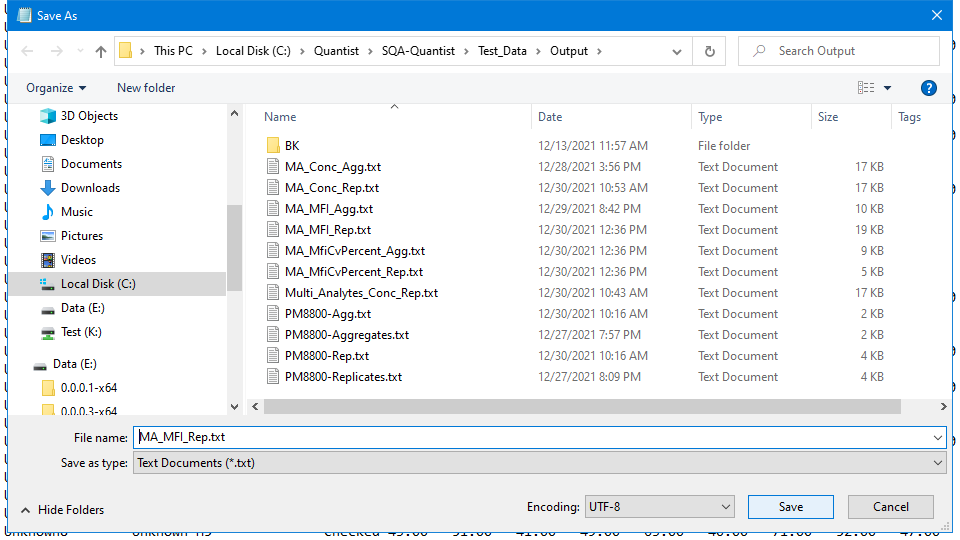 Save As
This PC > Local Disk (C:) > Quantist > SQA-Quantist > Test_Data > Output >
Search Output
Organize New folder
3D Objects
Desktop
Documents
Downloads
Music
Pictures
Videos
Local Disk (C:)
Data (E:)
Test (K:)
Data (E:)
0.0.0.1-x64
0.0.0.3-x64
Name Date Type Size Tags
BK 12/13/2021 11:57 AM File folder
MA_Conc_Agg.txt 12/28/2021 3:56 PM Text Document 17 KB
MA_Conc_Rep.txt 12/30/2021 10:53 AM Text Document 17 KB
MA_MFI_Agg.txt 12/29/2021 8:42 PM Text Document 10 KB
MA_MFI_Rep.txt 12/30/2021 12:36 PM Text Document 19 KB
MA_MfiCvPercent_Agg.txt 12/30/2021 12:36 PM Text Document 9 KB
MA_MfiCvPercent_Rep.txt 12/30/2021 12:36 PM Text Document 5 KB
Multi_Analytes_Conc_Rep.txt 12/30/2021 10:43 AM Text Document 17 KB
PM8800-Agg.txt 12/30/2021 10:16 AM Text Document 2 KB
PM8800-Aggregates.txt 12/27/2021 7:57 PM Text Document 2 KB
PM8800-Rep.txt 12/30/2021 10:16 AM Text Document 4 KB
PM8800-Replicates.txt 12/27/2021 8:09 PM Text Document 4 KB
File name: MA_MFI_Rep.txt
Save as type: Text Documents (*.txt)
Hide Folders Encoding: UTF-8 Save Cancel